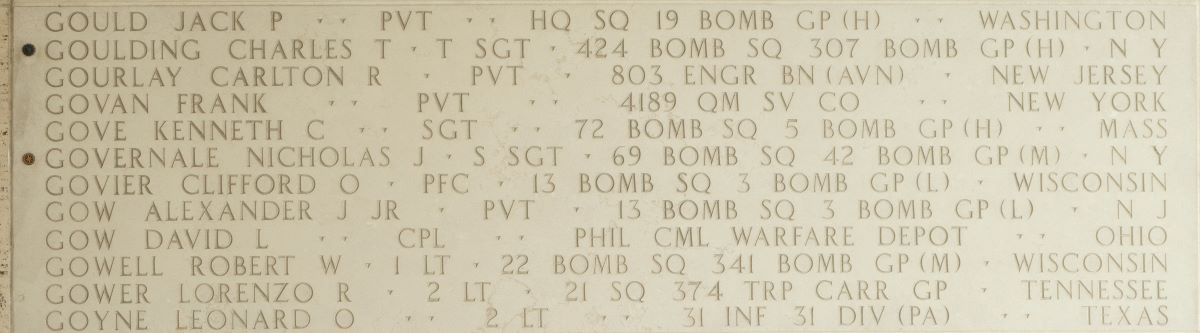 GOULD JACK P · · PVT · · HQ SQ 19 BOMB GP (H) · · WASHINGTON
GOULDING CHARLES T · T SGT · 424 BOMB SQ 307 BOMB GP (H) · N Y
GOURLAY CARLTON R · PVT · 803 ENGR BN (AVN) · NEW JERSEY
GOVAN FRANK · · PVT · · 4189 QM SV CO · · NEW YORK
GOVE KENNETH C · · SGT · · 72 BOMB SQ 5 BOMB GP (H) · · MASS
GOVERNALE NICHOLAS J · S SGT · 69 BOMB SQ 42 BOMB GP (M) · N Y
GOVIER CLIFFORD O · PFC · 13 BOMB SQ 3 BOMB GP (L) · WISCONSIN
GOW ALEXANDER J JR · PVT · 13 BOMB SQ 3 BOMB GP (L) · N J
GOW DAVID L · · CPL · · PHIL CML WARFARE DEPOT · · OHIO
GOWELL ROBERT W · 1 LT · 22 BOMB SQ 341 BOMB GP (M) · WISCONSIN
GOWER LORENZO R · 2 LT · 21 SQ 374 TRP CARR GP · TENNESSEE
GOYNE LEONARD O · · 2 LT · · 31 INF 31 DIV (PA) · · TEXAS